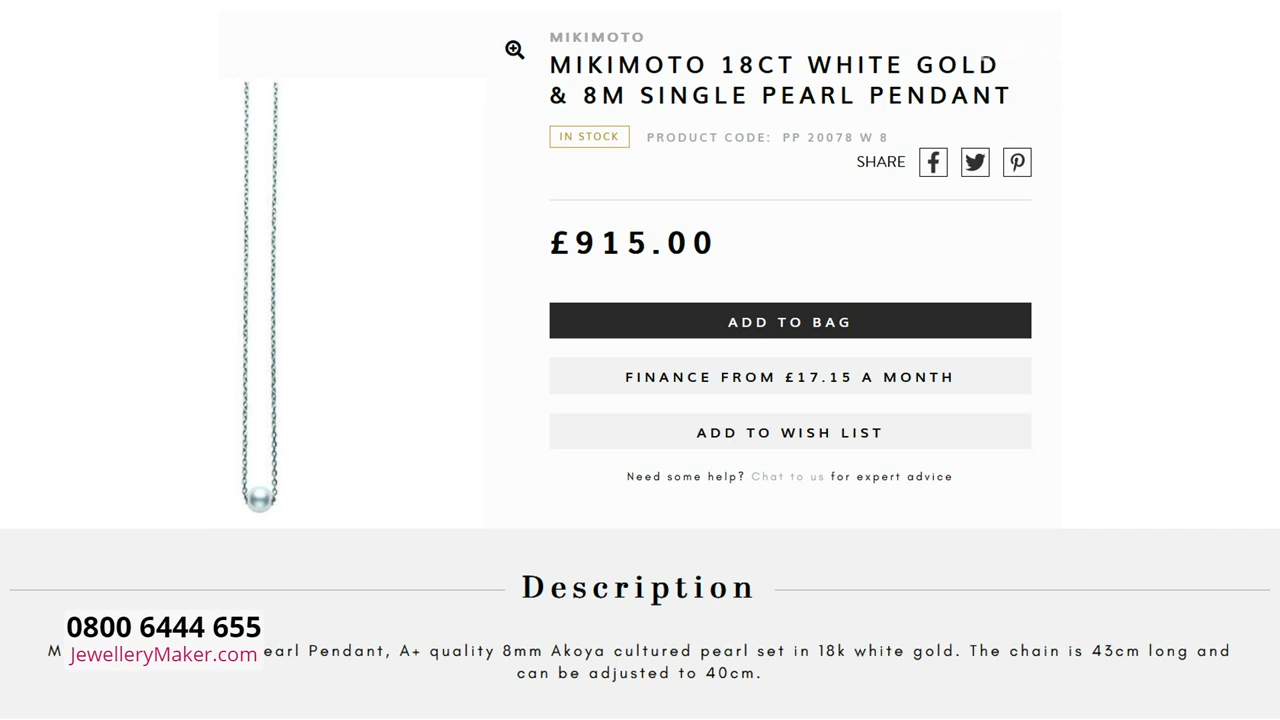 MIKIMOTO
MIKIMOTO 18CT WHITE GOLD
& 8M SINGLE PEARL PENDANT
IN STOCK PRODUCT CODE: PP 20078 W 8
SHARE
£915.00
ADD TO BAG
FINANCE FROM £17.15 A MONTH
ADD TO WISH LIST
Need some help? Chat to us for expert advice
Description
0800 6444 655
JewelleryMaker.com
M earl Pendant, A+ quality 8mm Akoya cultured pearl set in 18k white gold. The chain is 43cm long and
can be adjusted to 40cm.